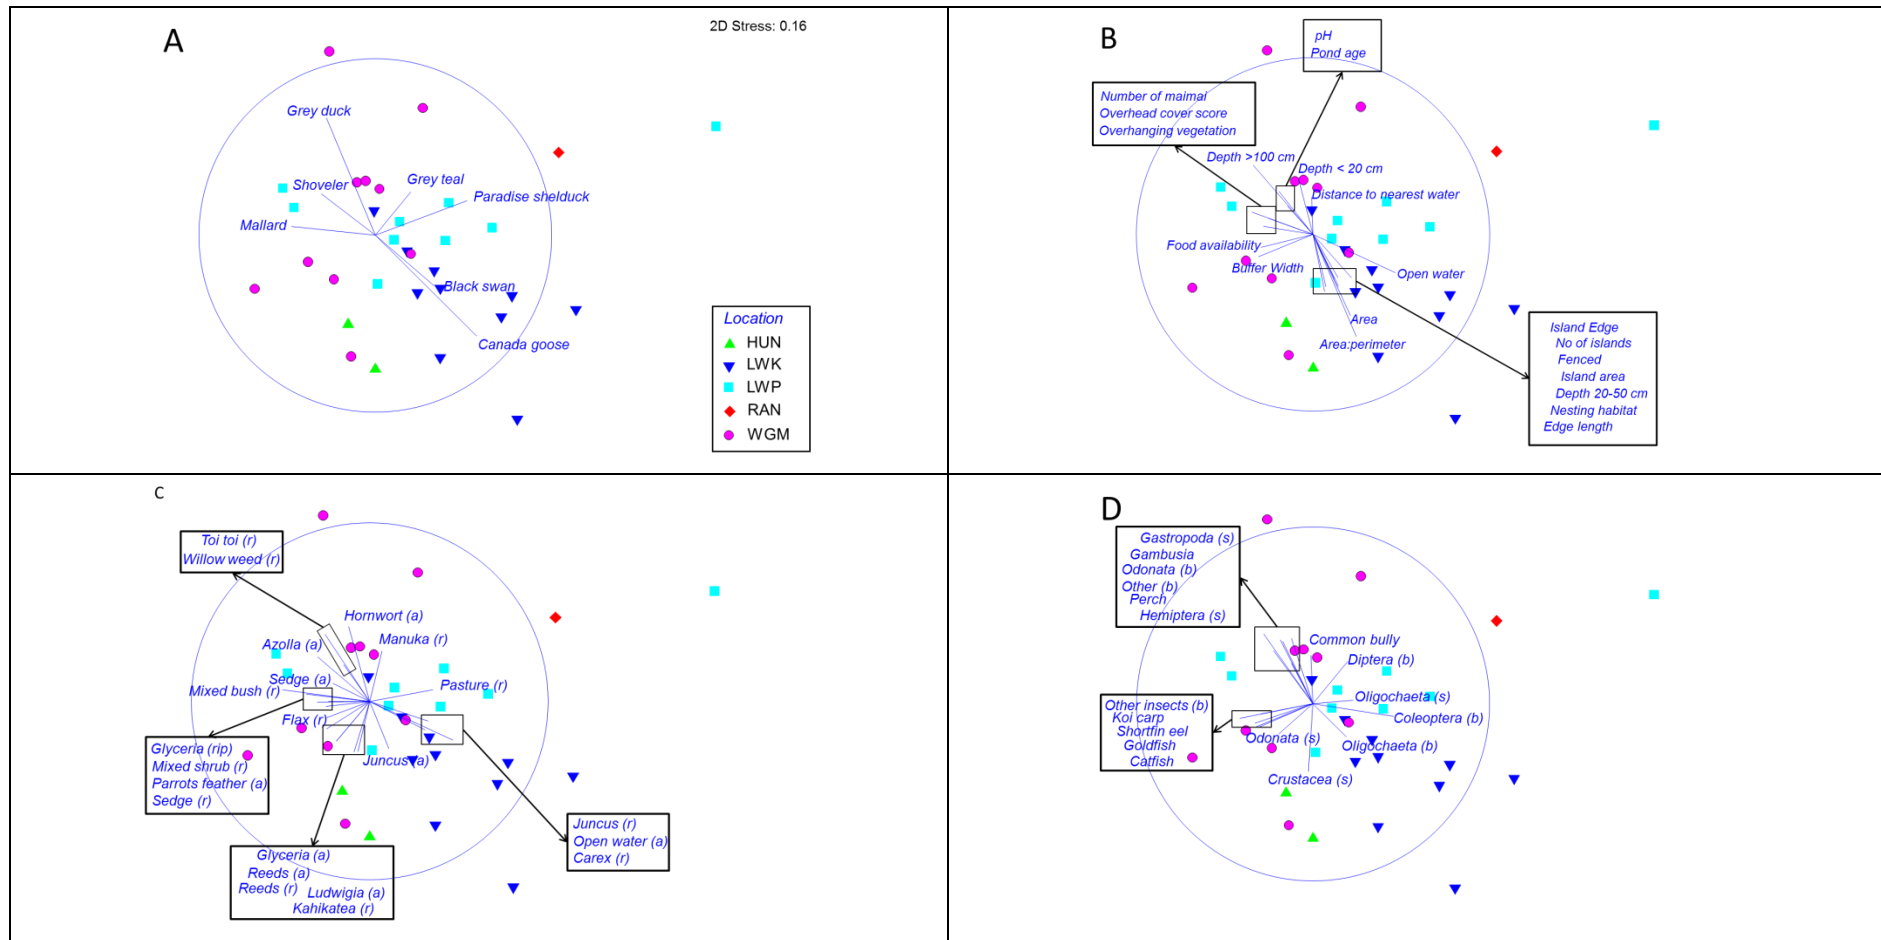 A
2D Stress: 0.16
Grey duck
Shoveler
Grey teal
Paradise shelduck
Mallard
Black swan
Canada goose
Location
HUN
LWK
LWP
RAN
WGM
B
pH
Pond age
Number of maimai
Overhead cover score
Overhanging vegetation
Depth >100 cm
Depth < 20 cm
Distance to nearest water
Food availability
Buffer Width
Open water
Area
Area:perimeter
Island Edge
No of islands
Fenced
Island area
Depth 20-50 cm
Nesting habitat
Edge length
C
Toi toi (r)
Willow weed (r)
Hornwort (a)
Azolla (a)
Manuka (r)
Sedge (a)
Mixed bush (r)
Pasture (r)
Flax (r)
Juncus (a)
Glyceria (rip)
Mixed shrub (r)
Parrots feather (a)
Sedge (r)
Glyceria (a)
Reeds (a)
Reeds (r)
Ludwigia (a)
Kahikatea (r)
Juncus (r)
Open water (a)
Carex (r)
D
Gastropoda (s)
Gambusia
Odonata (b)
Other (b)
Perch
Hemiptera (s)
Common bully
Diptera (b)
Oligochaeta (s)
Coleoptera (b)
Other insects (b)
Koi carp
Shortfin eel
Goldfish
Catfish
Odonata (s)
Oligochaeta (b)
Crustacea (s)